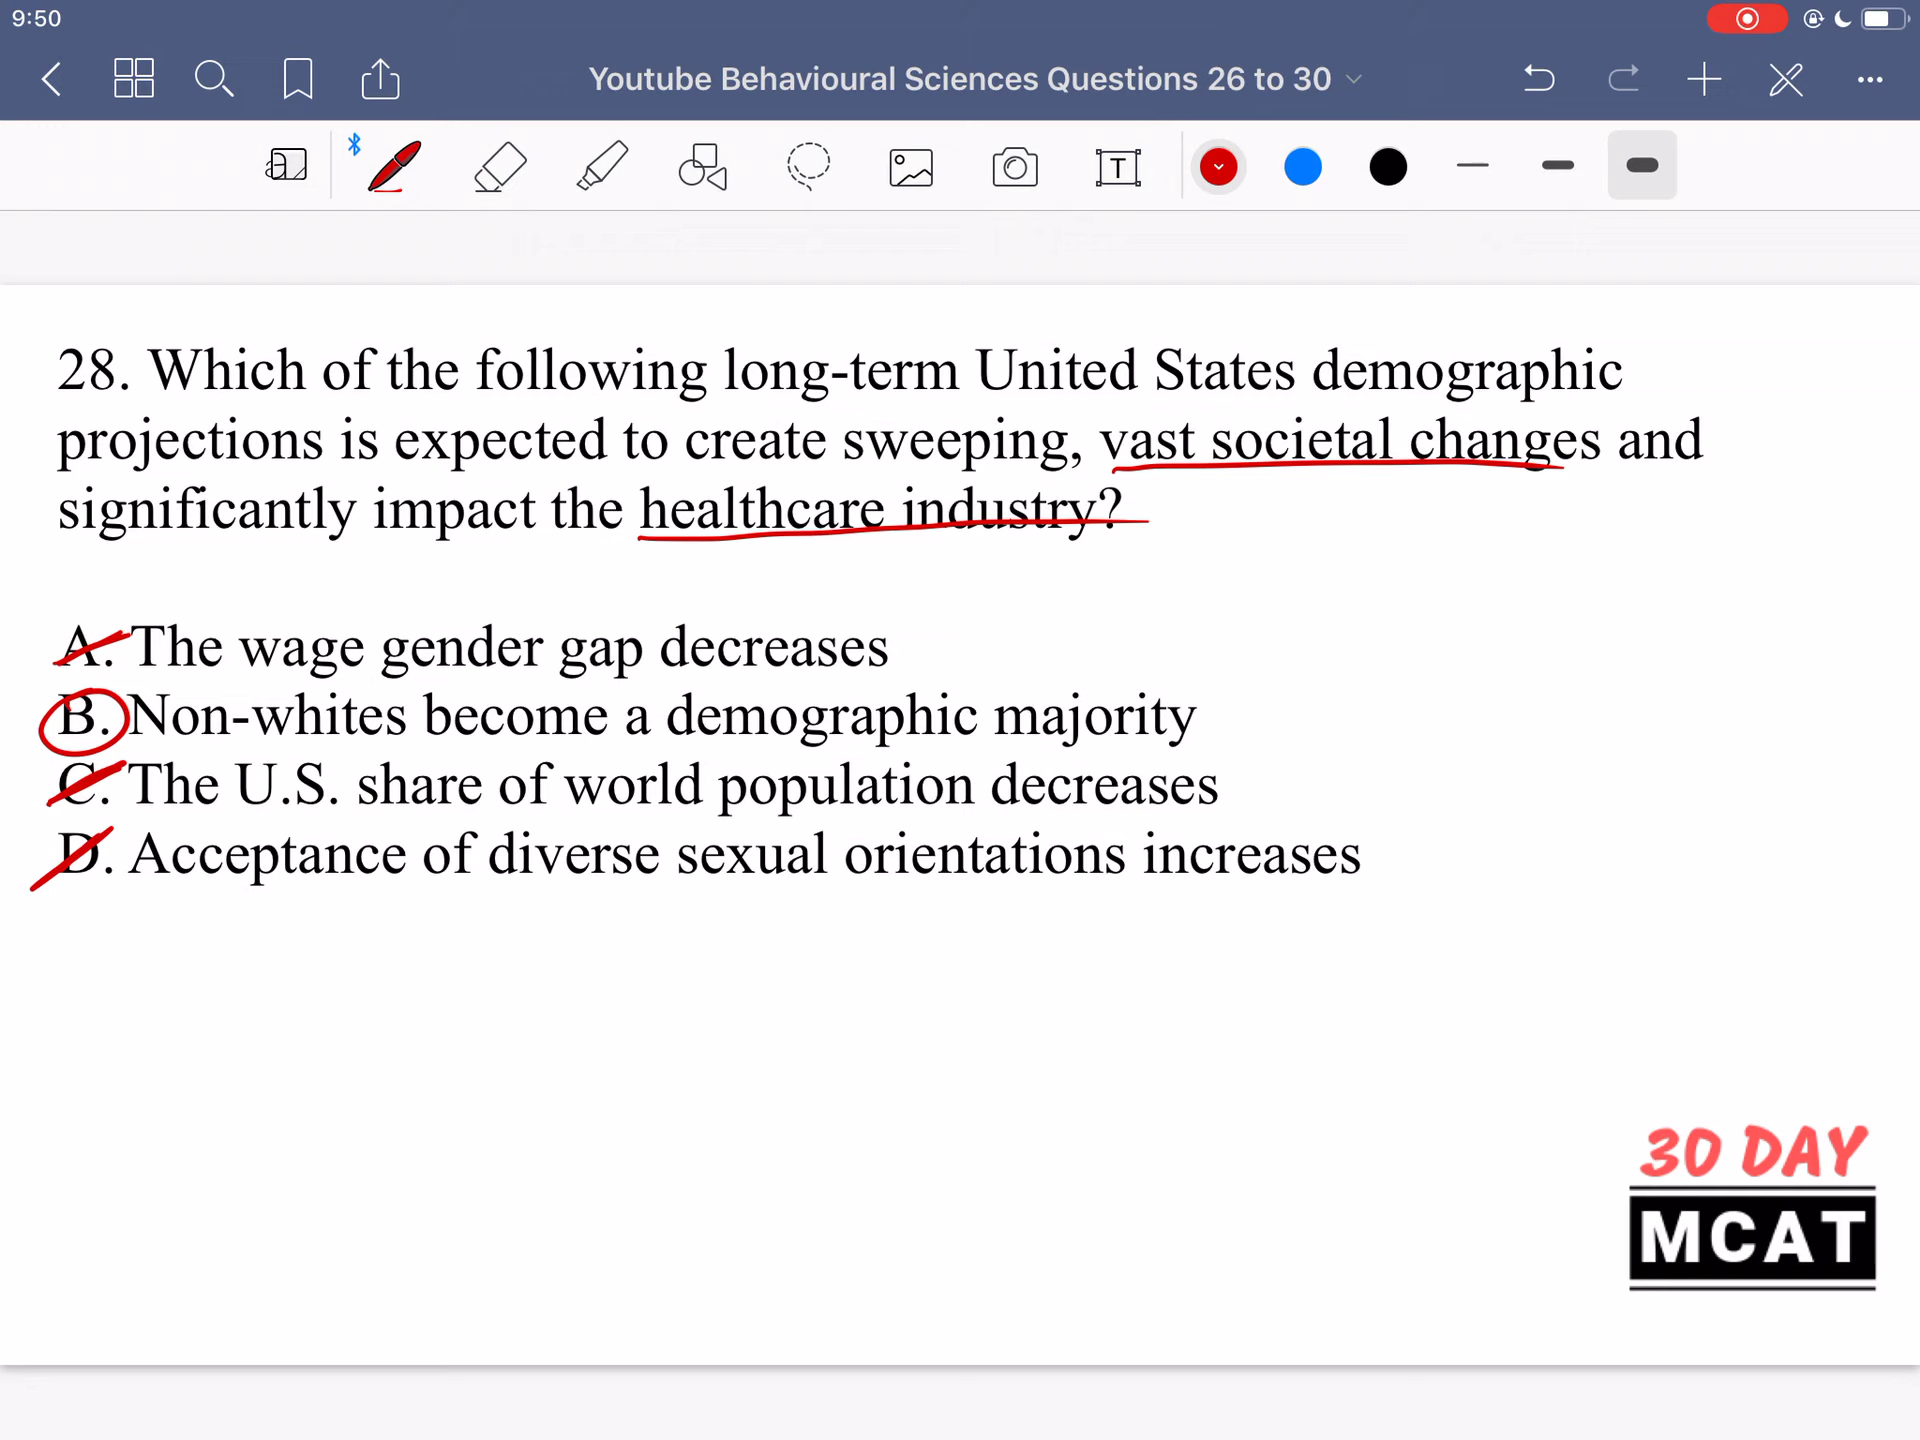 9:50
Youtube Behavioural Sciences Questions 26 to 30
a
T
28. Which of the following long-term United States demographic
projections is expected to create sweeping, vast societal changes and
significantly impact the healthcare industry?
A. The wage gender gap decreases
B. Non-whites become a demographic majority
C. The U.S. share of world population decreases
D. Acceptance of diverse sexual orientations increases
30 DAY
MCAT